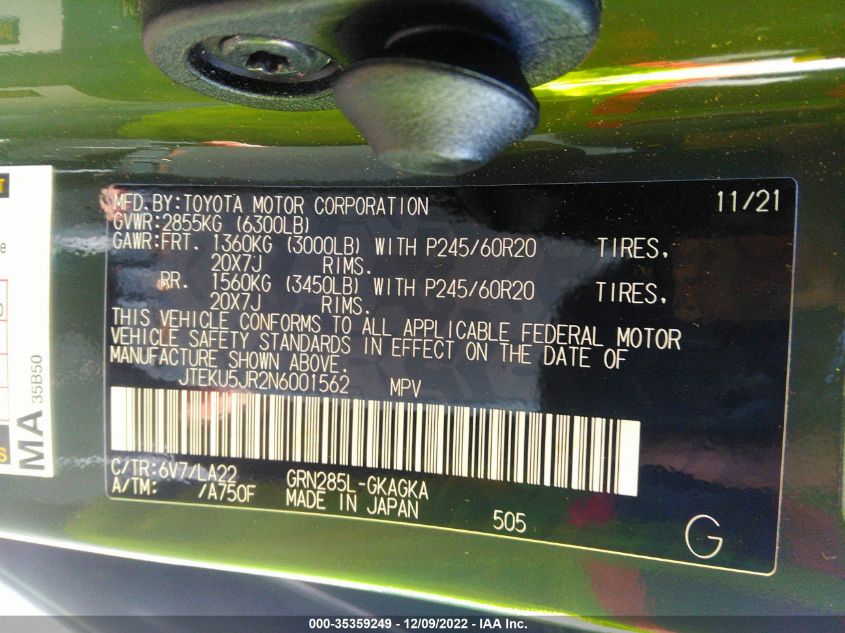 MFD.BY:TOYOTA MOTOR CORPORATION 11/21
GVWR:2855KG (6300LB)
GAWR:FRT. 1360KG (3000LB) WITH P245/60R20 TIRES,
20X7J RIMS.
RR. 1560KG (3450LB) WITH P245/60R20 TIRES,
20X7J RIMS.
THIS VEHICLE CONFORMS TO ALL APPLICABLE FEDERAL MOTOR
VEHICLE SAFETY STANDARDS IN EFFECT ON THE DATE OF
MANUFACTURE SHOWN ABOVE.
JTEKU5JR2N6001562 MPV
C/TR:6V7/LA22 GRN285L-GKAGKA
A/TM: /A750F MADE IN JAPAN 505 G
MA 35B50
000-35359249 - 12/09/2022 - IAA Inc.